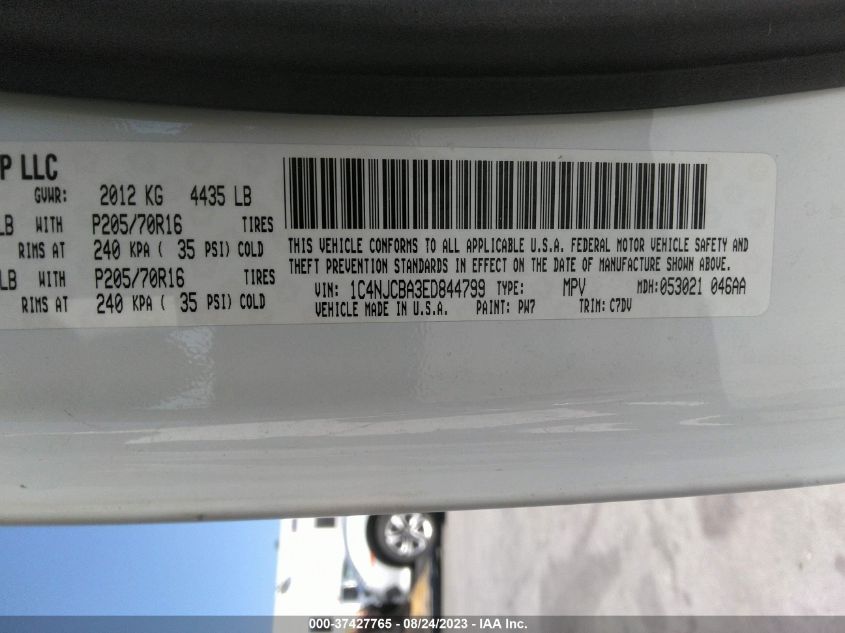 P LLC
GVWR: 2012 KG 4435 LB
LB WITH P205/70R16 TIRES
RIMS AT 240 KPA ( 35 PSI) COLD
LB WITH P205/70R16 TIRES
RIMS AT 240 KPA ( 35 PSI) COLD
THIS VEHICLE CONFORMS TO ALL APPLICABLE U.S.A. FEDERAL MOTOR VEHICLE SAFETY AND
THEFT PREVENTION STANDARDS IN EFFECT ON THE DATE OF MANUFACTURE SHOWN ABOVE.
VIN: 1C4NJCBA3ED844799 TYPE: MPV MDH: 053021 046AA
VEHICLE MADE IN U.S.A. PAINT: PW7 TRIM: C7DV
000-37427765 - 08/24/2023 - IAA Inc.